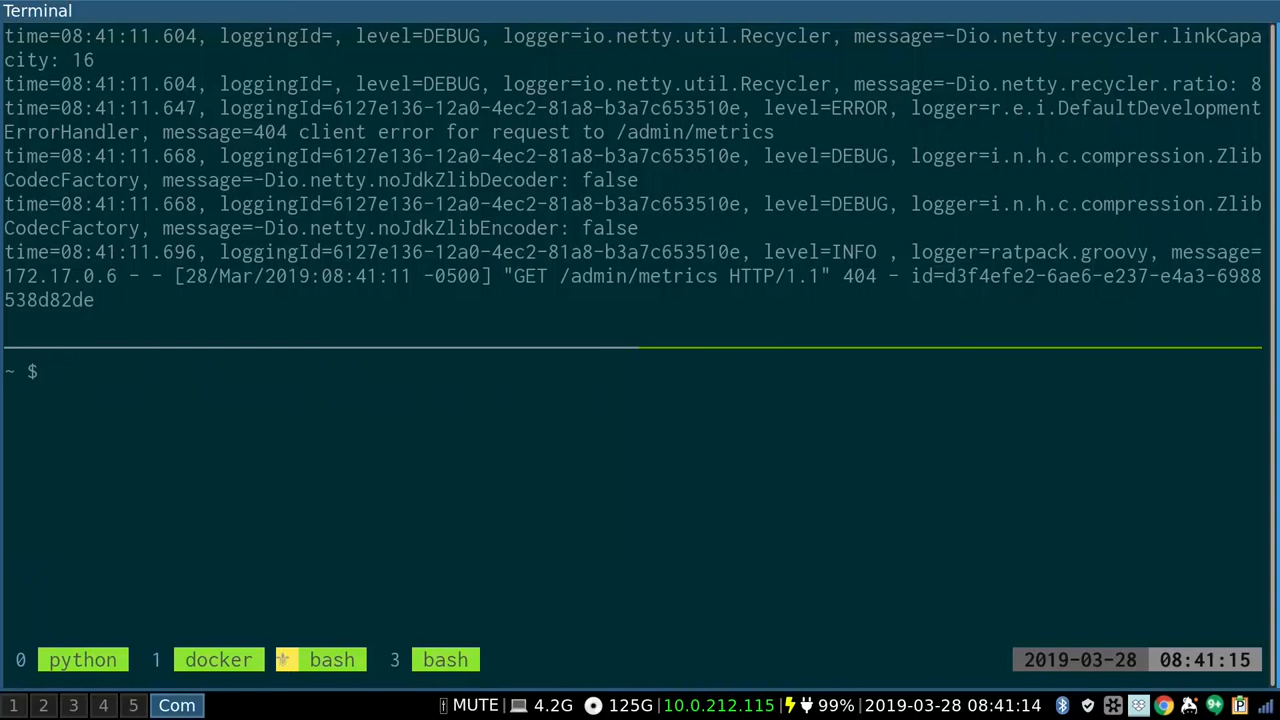 Terminal
time=08:41:11.604, loggingId=, level=DEBUG, logger=io.netty.util.Recycler, message=-Dio.netty.recycler.linkCapa
city: 16
time=08:41:11.604, loggingId=, level=DEBUG, logger=io.netty.util.Recycler, message=-Dio.netty.recycler.ratio: 8
time=08:41:11.647, loggingId=6127e136-12a0-4ec2-81a8-b3a7c653510e, level=ERROR, logger=r.e.i.DefaultDevelopment
ErrorHandler, message=404 client error for request to /admin/metrics
time=08:41:11.668, loggingId=6127e136-12a0-4ec2-81a8-b3a7c653510e, level=DEBUG, logger=i.n.h.c.compression.Zlib
CodecFactory, message=-Dio.netty.noJdkZlibDecoder: false
time=08:41:11.668, loggingId=6127e136-12a0-4ec2-81a8-b3a7c653510e, level=DEBUG, logger=i.n.h.c.compression.Zlib
CodecFactory, message=-Dio.netty.noJdkZlibEncoder: false
time=08:41:11.696, loggingId=6127e136-12a0-4ec2-81a8-b3a7c653510e, level=INFO , logger=ratpack.groovy, message=
172.17.0.6 - - [28/Mar/2019:08:41:11 -0500] "GET /admin/metrics HTTP/1.1" 404 - id=d3f4efe2-6ae6-e237-e4a3-6988
538d82de
~ $
0 python 1 docker bash 3 bash 2019-03-28 08:41:15
1 2 3 4 5 Com MUTE 4.2G 125G 10.0.212.115 99% 2019-03-28 08:41:14 9+ P